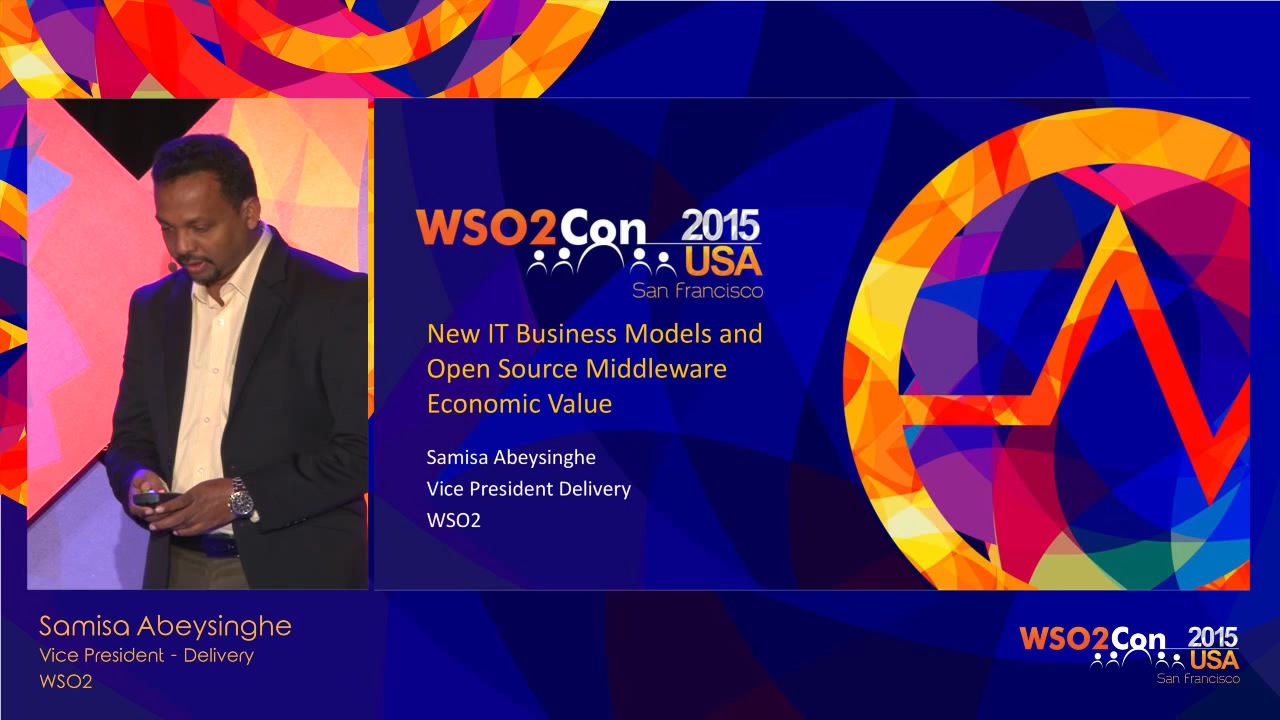 WSO2Con 2015
USA
San Francisco
New IT Business Models and
Open Source Middleware
Economic Value
Samisa Abeysinghe
Vice President Delivery
WSO2
Samisa Abeysinghe
Vice President - Delivery
WSO2
WSO2Con 2015
USA
San Francisco